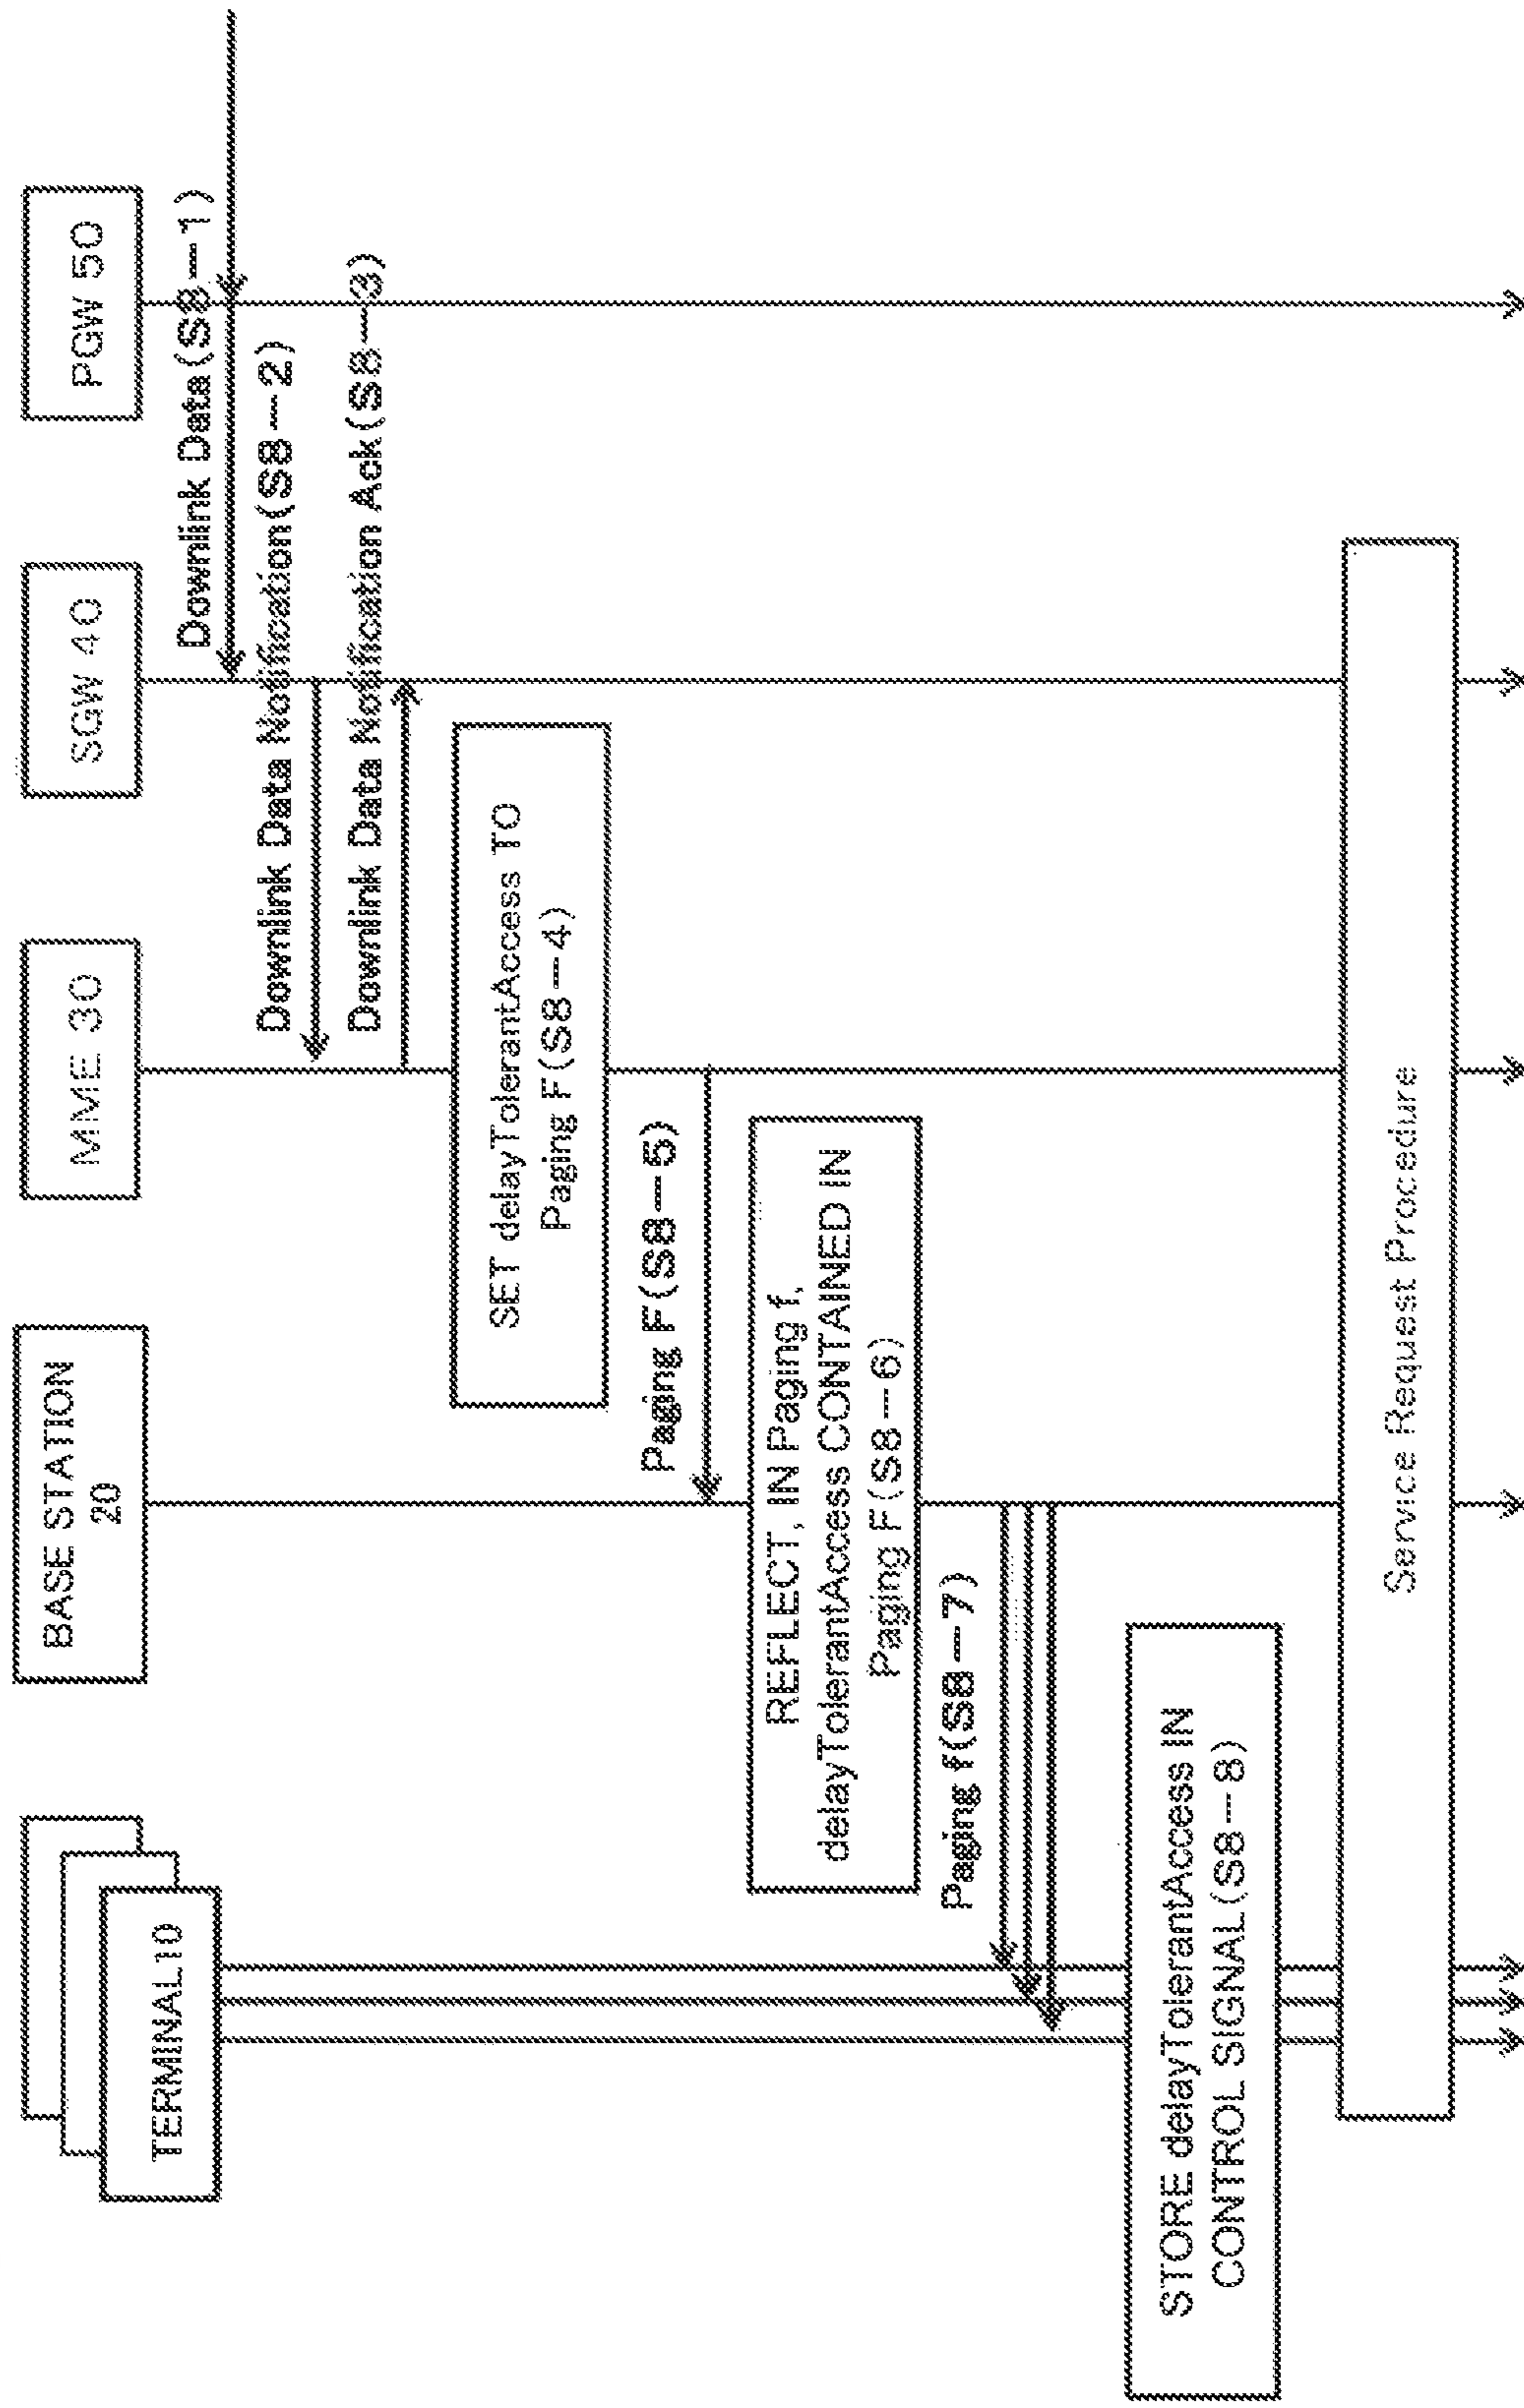 TERMINAL10
BASE STATION
20
MME 30
SGW 40
PGW 50
Downlink Data(S8-1)
Downlink Data Notification(S8-2)
Downlink Data Notification Ack(S8-3)
SET delayTolerantAccess TO
Paging F(S8-4)
Paging F(S8-5)
REFLECT, IN Paging f,
delayTolerantAccess CONTAINED IN
Paging F(S8-6)
Paging f(S8-7)
STORE delayTolerantAccess IN
CONTROL SIGNAL(S8-8)
Service Request Procedure